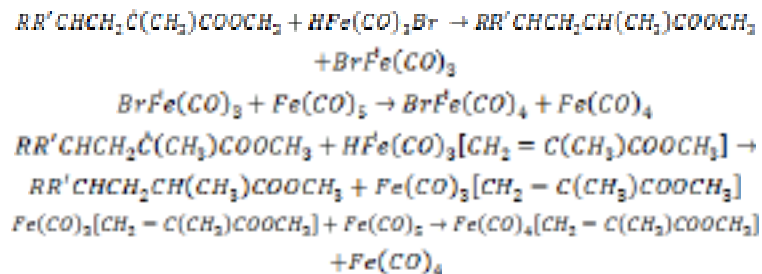 RR'CHCH₂Ċ(CH₃)COOCH₃ + HFe(CO)₃Br → RR'CHCH₂CH(CH₃)COOCH₃
+BrḞe(CO)₃
BrḞe(CO)₃ + Fe(CO)₅ → BrḞe(CO)₄ + Fe(CO)₄
RR'CHCH₂Ċ(CH₃)COOCH₃ + HḞe(CO)₃[CH₂ = C(CH₃)COOCH₃] →
RR'CHCH₂CH(CH₃)COOCH₃ + Fe(CO)₃[CH₂ − C(CH₃)COOCH₃]
Fe(CO)₃[CH₂ − C(CH₃)COOCH₃] + Fe(CO)₅ → Fe(CO)₄[CH₂ − C(CH₃)COOCH₃]
+Fe(CO)₄